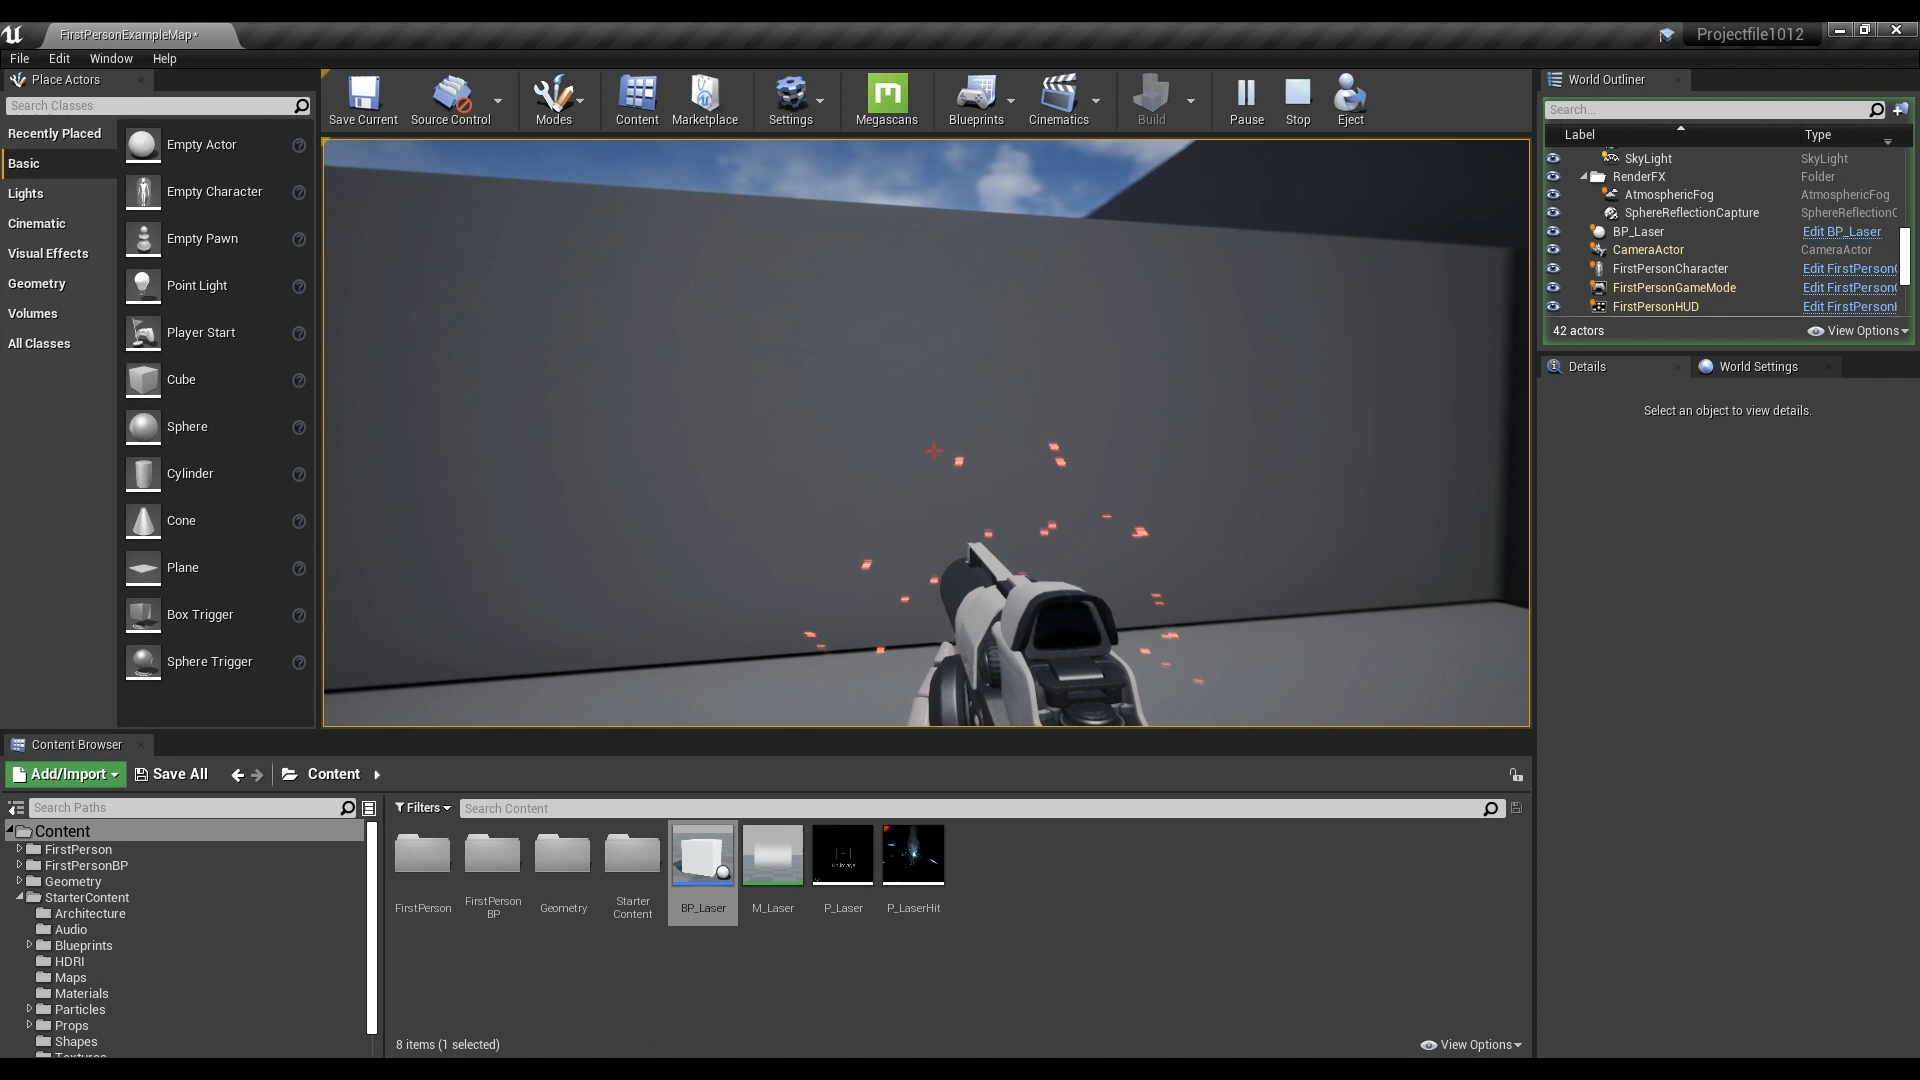 FirstPersonExampleMap*
Projectfile1012
File Edit Window Help
Place Actors
Search Classes
Recently Placed
Basic
Lights
Cinematic
Visual Effects
Geometry
Volumes
All Classes
Empty Actor
Empty Character
Empty Pawn
Point Light
Player Start
Cube
Sphere
Cylinder
Cone
Plane
Box Trigger
Sphere Trigger
Save Current Source Control Modes Content Marketplace Settings Megascans Blueprints Cinematics Build Pause Stop Eject
World Outliner
Search...
Label Type
SkyLight SkyLight
RenderFX Folder
AtmosphericFog AtmosphericFog
SphereReflectionCapture SphereReflectionC
BP_Laser Edit BP_Laser
CameraActor CameraActor
FirstPersonCharacter Edit FirstPerson
FirstPersonGameMode Edit FirstPerson
FirstPersonHUD Edit FirstPerson
42 actors View Options
Details World Settings
Select an object to view details.
Content Browser
Add/Import Save All Content
Search Paths
Content
FirstPerson
FirstPersonBP
Geometry
StarterContent
Architecture
Audio
Blueprints
HDRI
Maps
Materials
Particles
Props
Shapes
Textures
Filters Search Content
FirstPerson
FirstPerson
BP
Geometry
Starter
Content
BP_Laser
M_Laser
No Image
P_Laser
P_LaserHit
8 items (1 selected) View Options